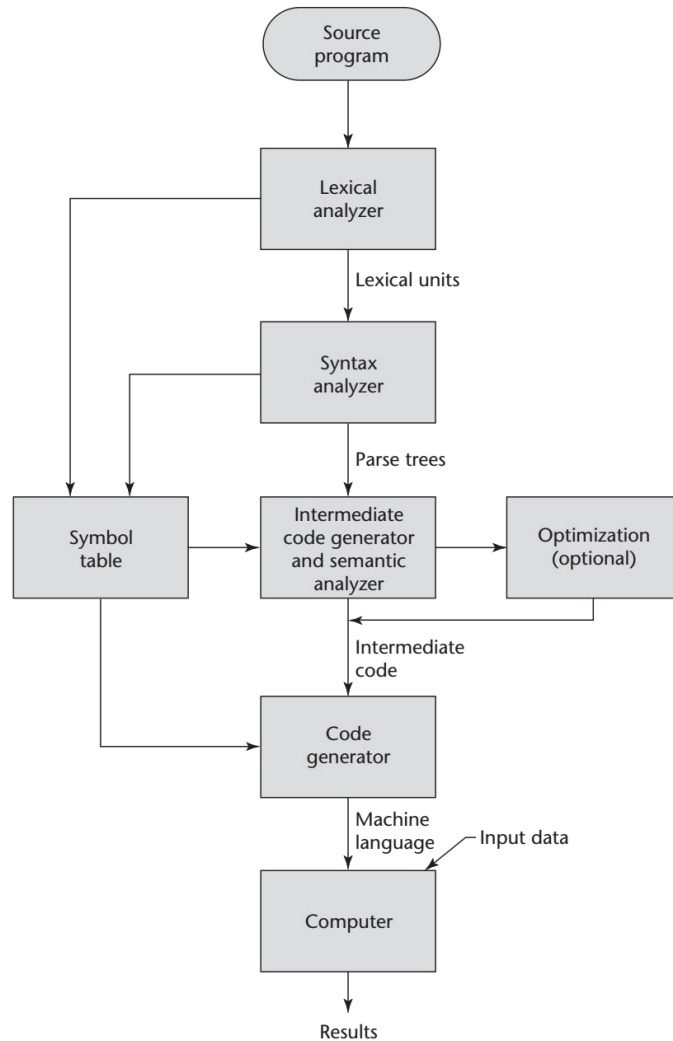 Source
program
Lexical
analyzer
Lexical units
Syntax
analyzer
Parse trees
Symbol
table
Intermediate
code generator
and semantic
analyzer
Optimization
(optional)
Intermediate
code
Code
generator
Machine
language
Input data
Computer
Results